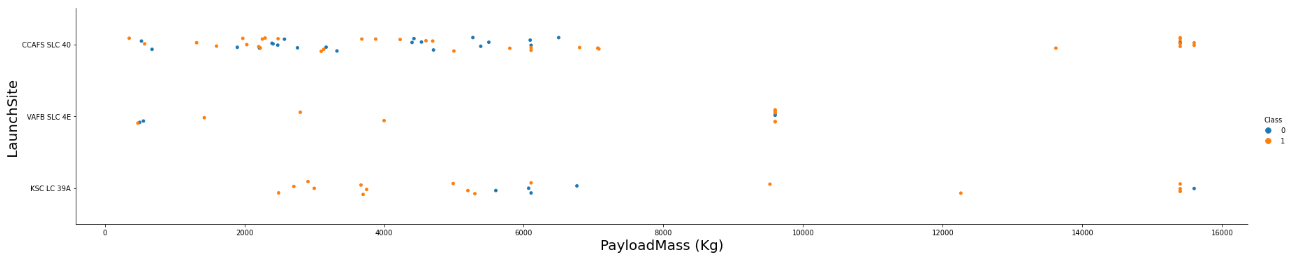 LaunchSite
CCAFS SLC 40
VAFB SLC 4E
KSC LC 39A
0
2000
4000
6000
8000
10000
12000
14000
16000
PayloadMass (Kg)
Class
0
1